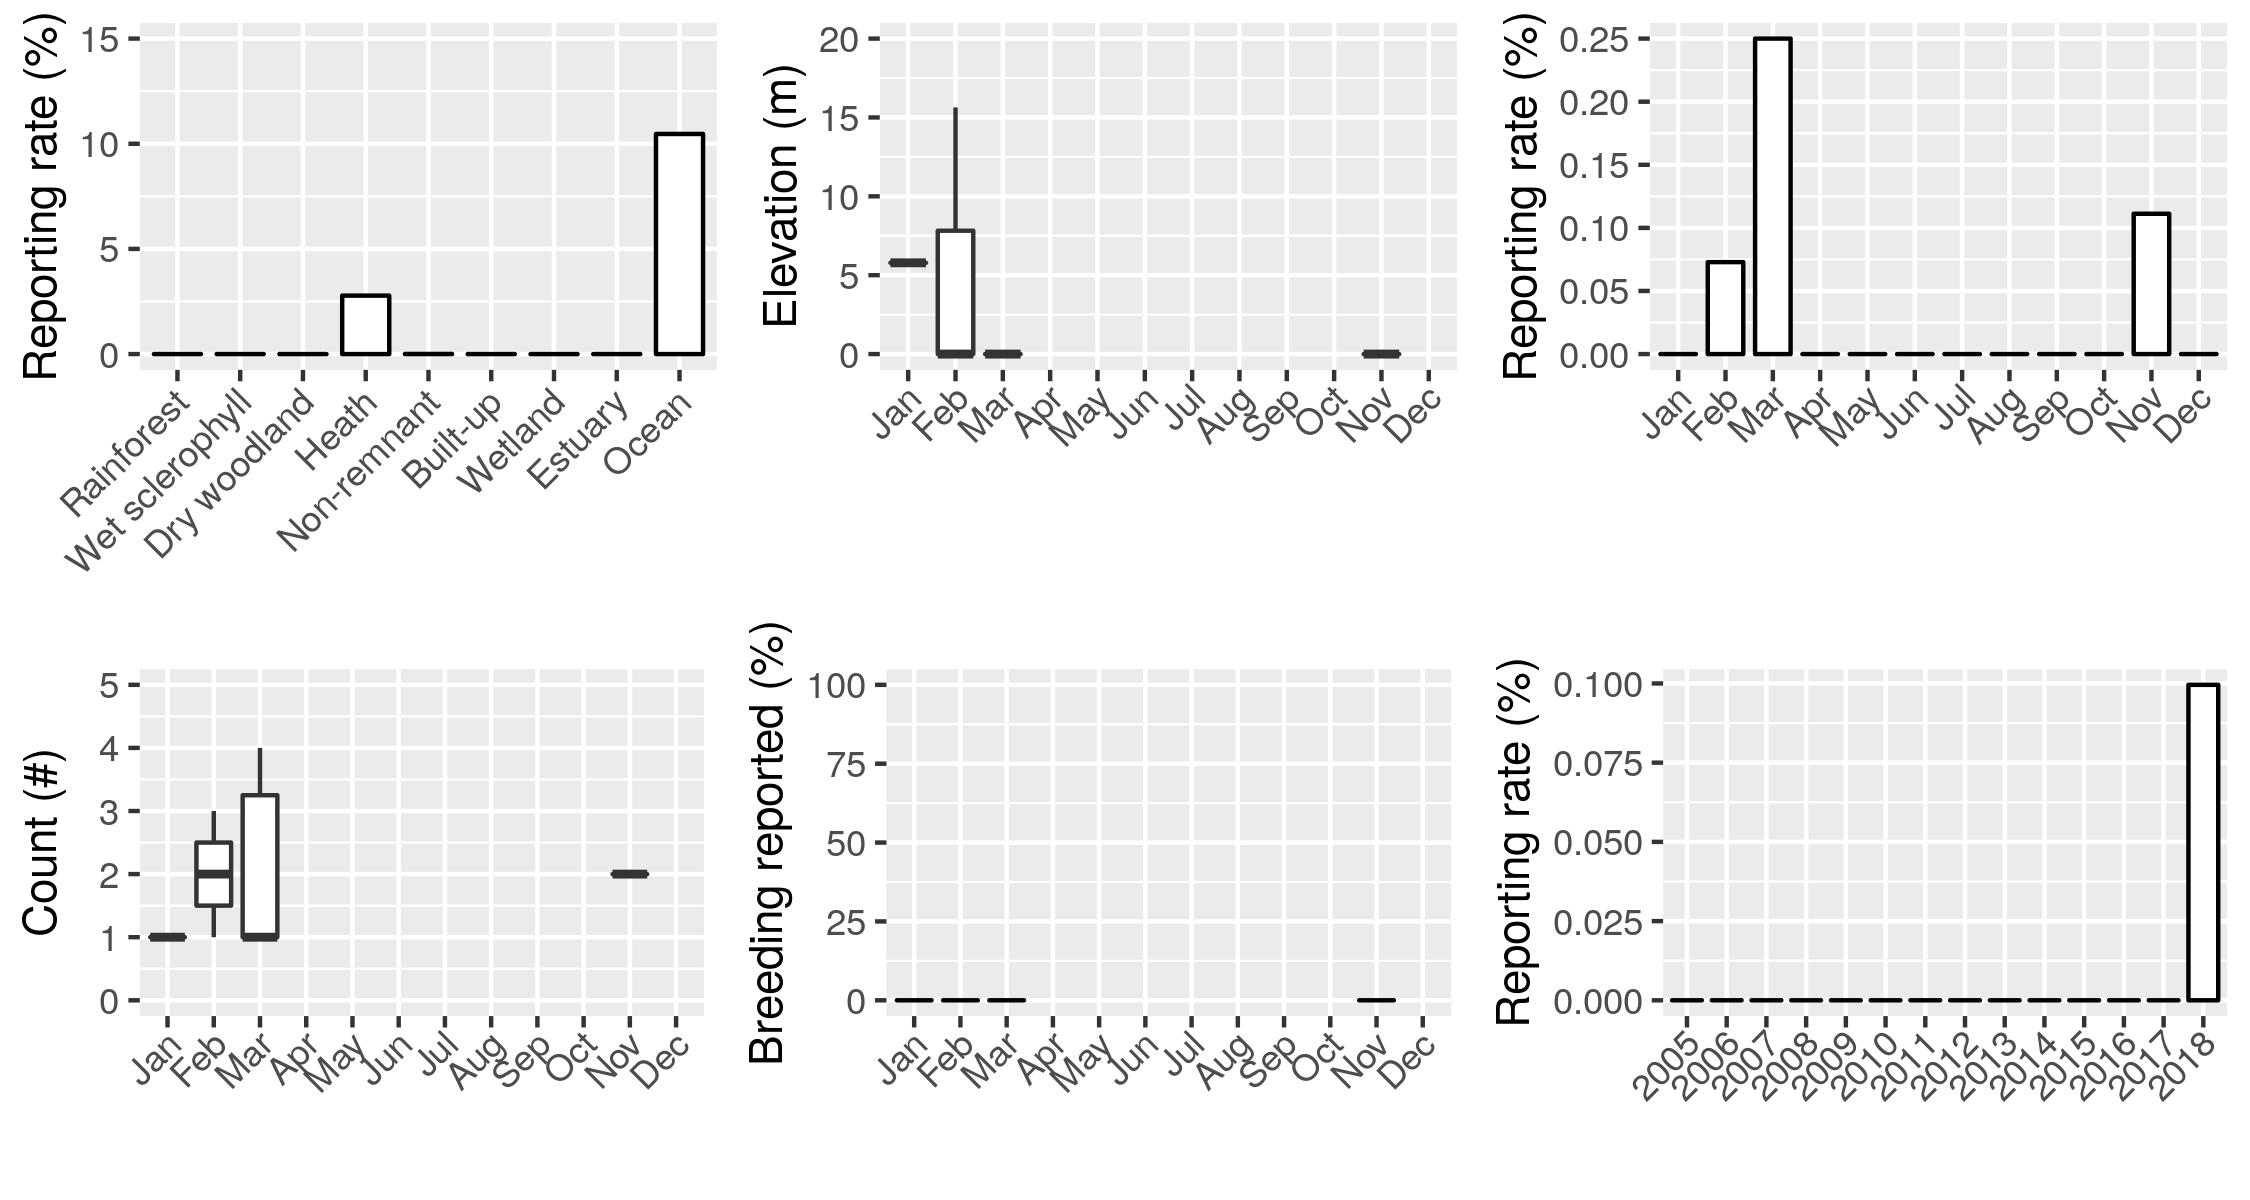 Reporting rate (%)
15
10
5
0
Rainforest
Wet sclerophyll
Dry woodland
Heath
Non-remnant
Built-up
Wetland
Estuary
Ocean
Elevation (m)
20
15
10
5
0
Jan
Feb
Mar
Apr
May
Jun
Jul
Aug
Sep
Oct
Nov
Dec
Reporting rate (%)
0.25
0.20
0.15
0.10
0.05
0.00
Jan
Feb
Mar
Apr
May
Jun
Jul
Aug
Sep
Oct
Nov
Dec
Count (#)
5
4
3
2
1
0
Jan
Feb
Mar
Apr
May
Jun
Jul
Aug
Sep
Oct
Nov
Dec
Breeding reported (%)
100
75
50
25
0
Jan
Feb
Mar
Apr
May
Jun
Jul
Aug
Sep
Oct
Nov
Dec
Reporting rate (%)
0.100
0.075
0.050
0.025
0.000
2005
2006
2007
2008
2009
2010
2011
2012
2013
2014
2015
2016
2017
2018